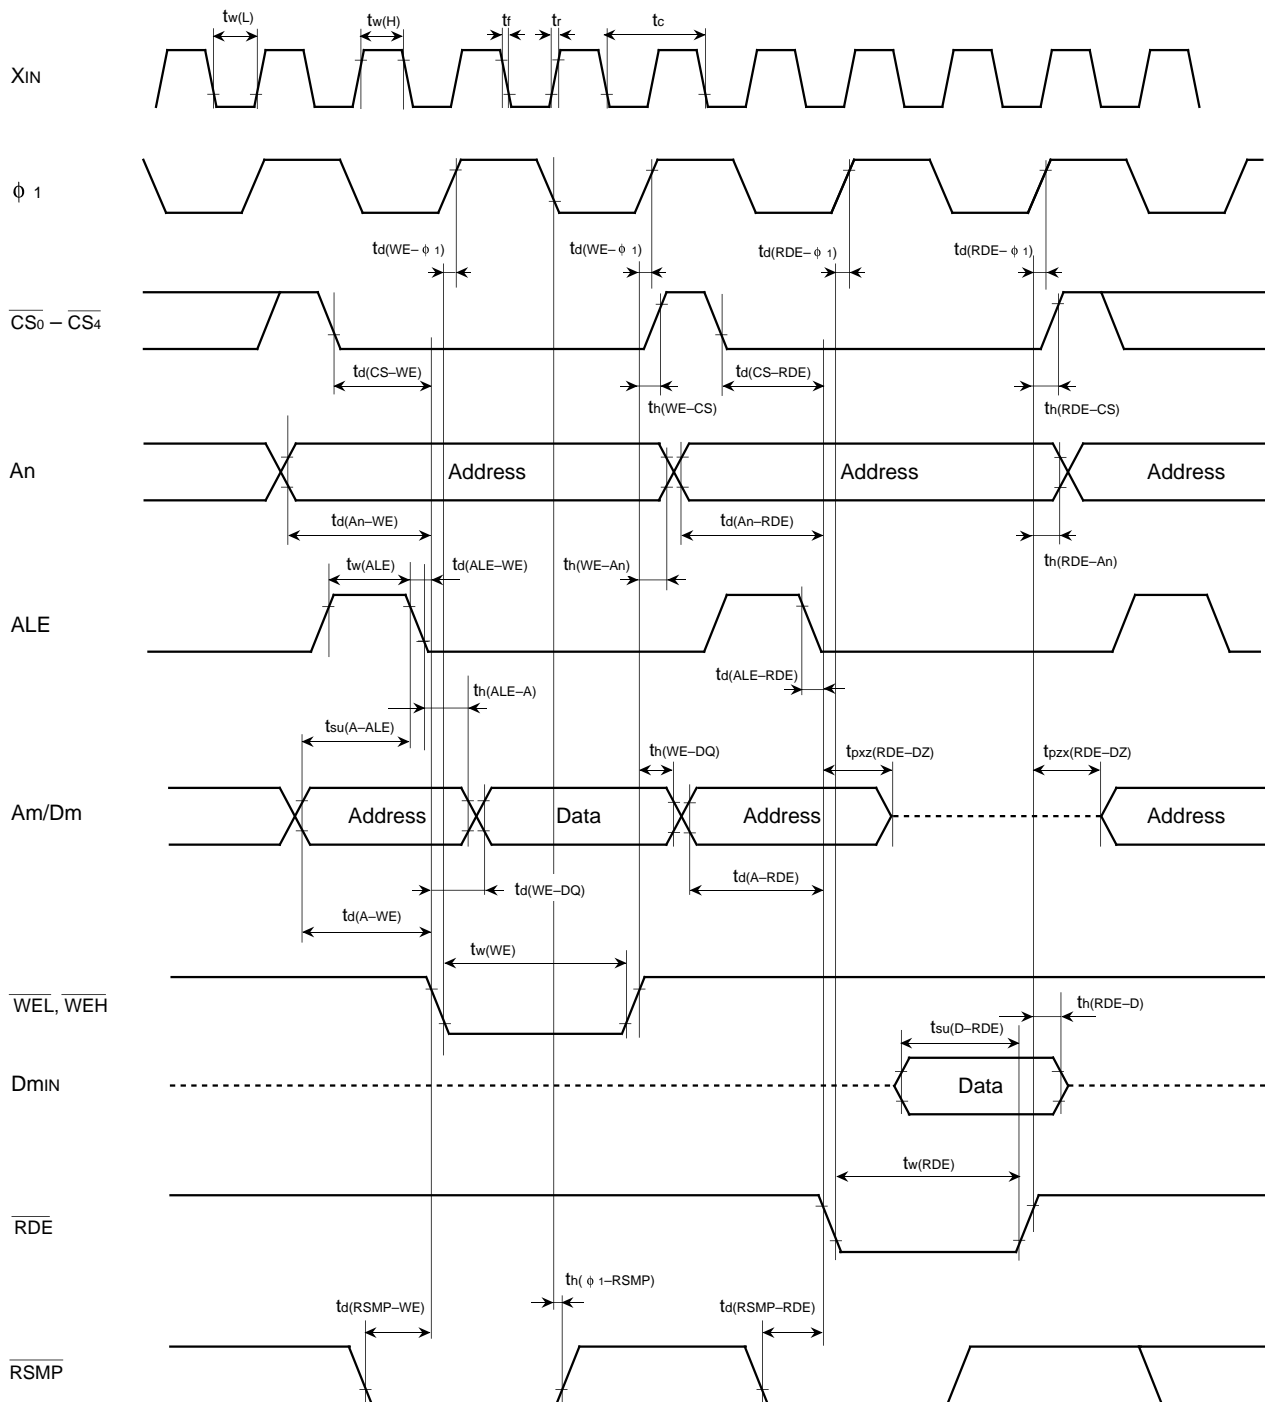 tw(L) tw(H) tf tr tc
XIN
ϕ 1
td(WE–ϕ 1) td(WE–ϕ 1) td(RDE–ϕ 1) td(RDE–ϕ 1)
CS0 – CS4
td(CS–WE) td(CS–RDE)
th(WE–CS) th(RDE–CS)
An Address Address Address
td(An–WE) td(An–RDE)
tw(ALE) td(ALE–WE) th(WE–An) th(RDE–An)
ALE
td(ALE–RDE)
th(ALE–A)
tsu(A–ALE)
th(WE–DQ) tpxz(RDE–DZ) tpzx(RDE–DZ)
Am/Dm Address Data Address Address
td(WE–DQ) td(A–RDE)
td(A–WE)
tw(WE)
WEL, WEH
th(RDE–D)
tsu(D–RDE)
DmIN Data
tw(RDE)
RDE
th(ϕ 1–RSMP)
td(RSMP–WE) td(RSMP–RDE)
RSMP